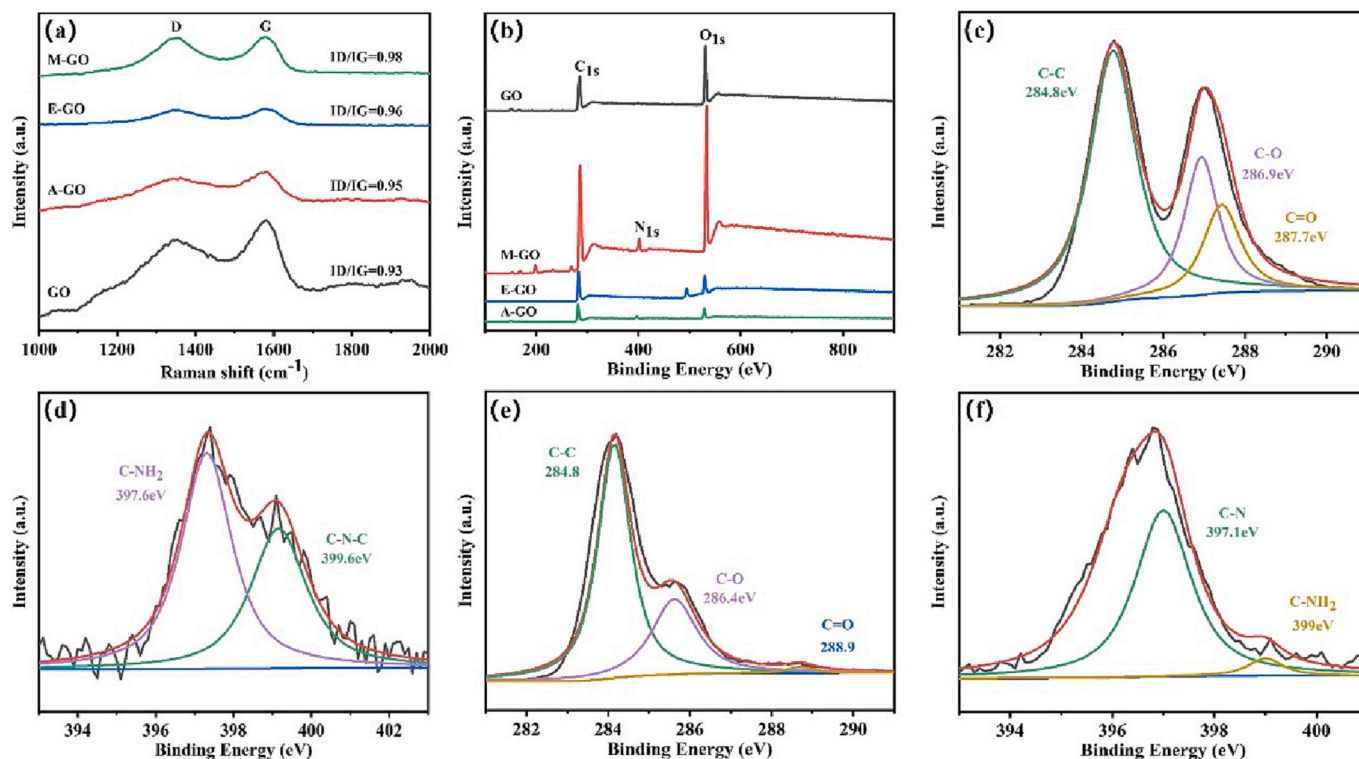 (a)
D
G
M-GO
ID/IG=0.98
E-GO
ID/IG=0.96
A-GO
ID/IG=0.95
GO
ID/IG=0.93
Intensity (a.u.)
1000 1200 1400 1600 1800 2000
Raman shift (cm-1)
(b)
C1s
O1s
GO
N1s
M-GO
E-GO
A-GO
Intensity (a.u.)
200 400 600 800
Binding Energy (eV)
(c)
C-C
284.8eV
C-O
286.9eV
C=O
287.7eV
Intensity (a.u.)
282 284 286 288 290
Binding Energy (eV)
(d)
C-NH2
397.6eV
C-N-C
399.6eV
Intensity (a.u.)
394 396 398 400 402
Binding Energy (eV)
(e)
C-C
284.8
C-O
286.4eV
C=O
288.9
Intensity (a.u.)
282 284 286 288 290
Binding Energy (eV)
(f)
C-N
397.1eV
C-NH2
399eV
Intensity (a.u.)
394 396 398 400
Binding Energy (eV)